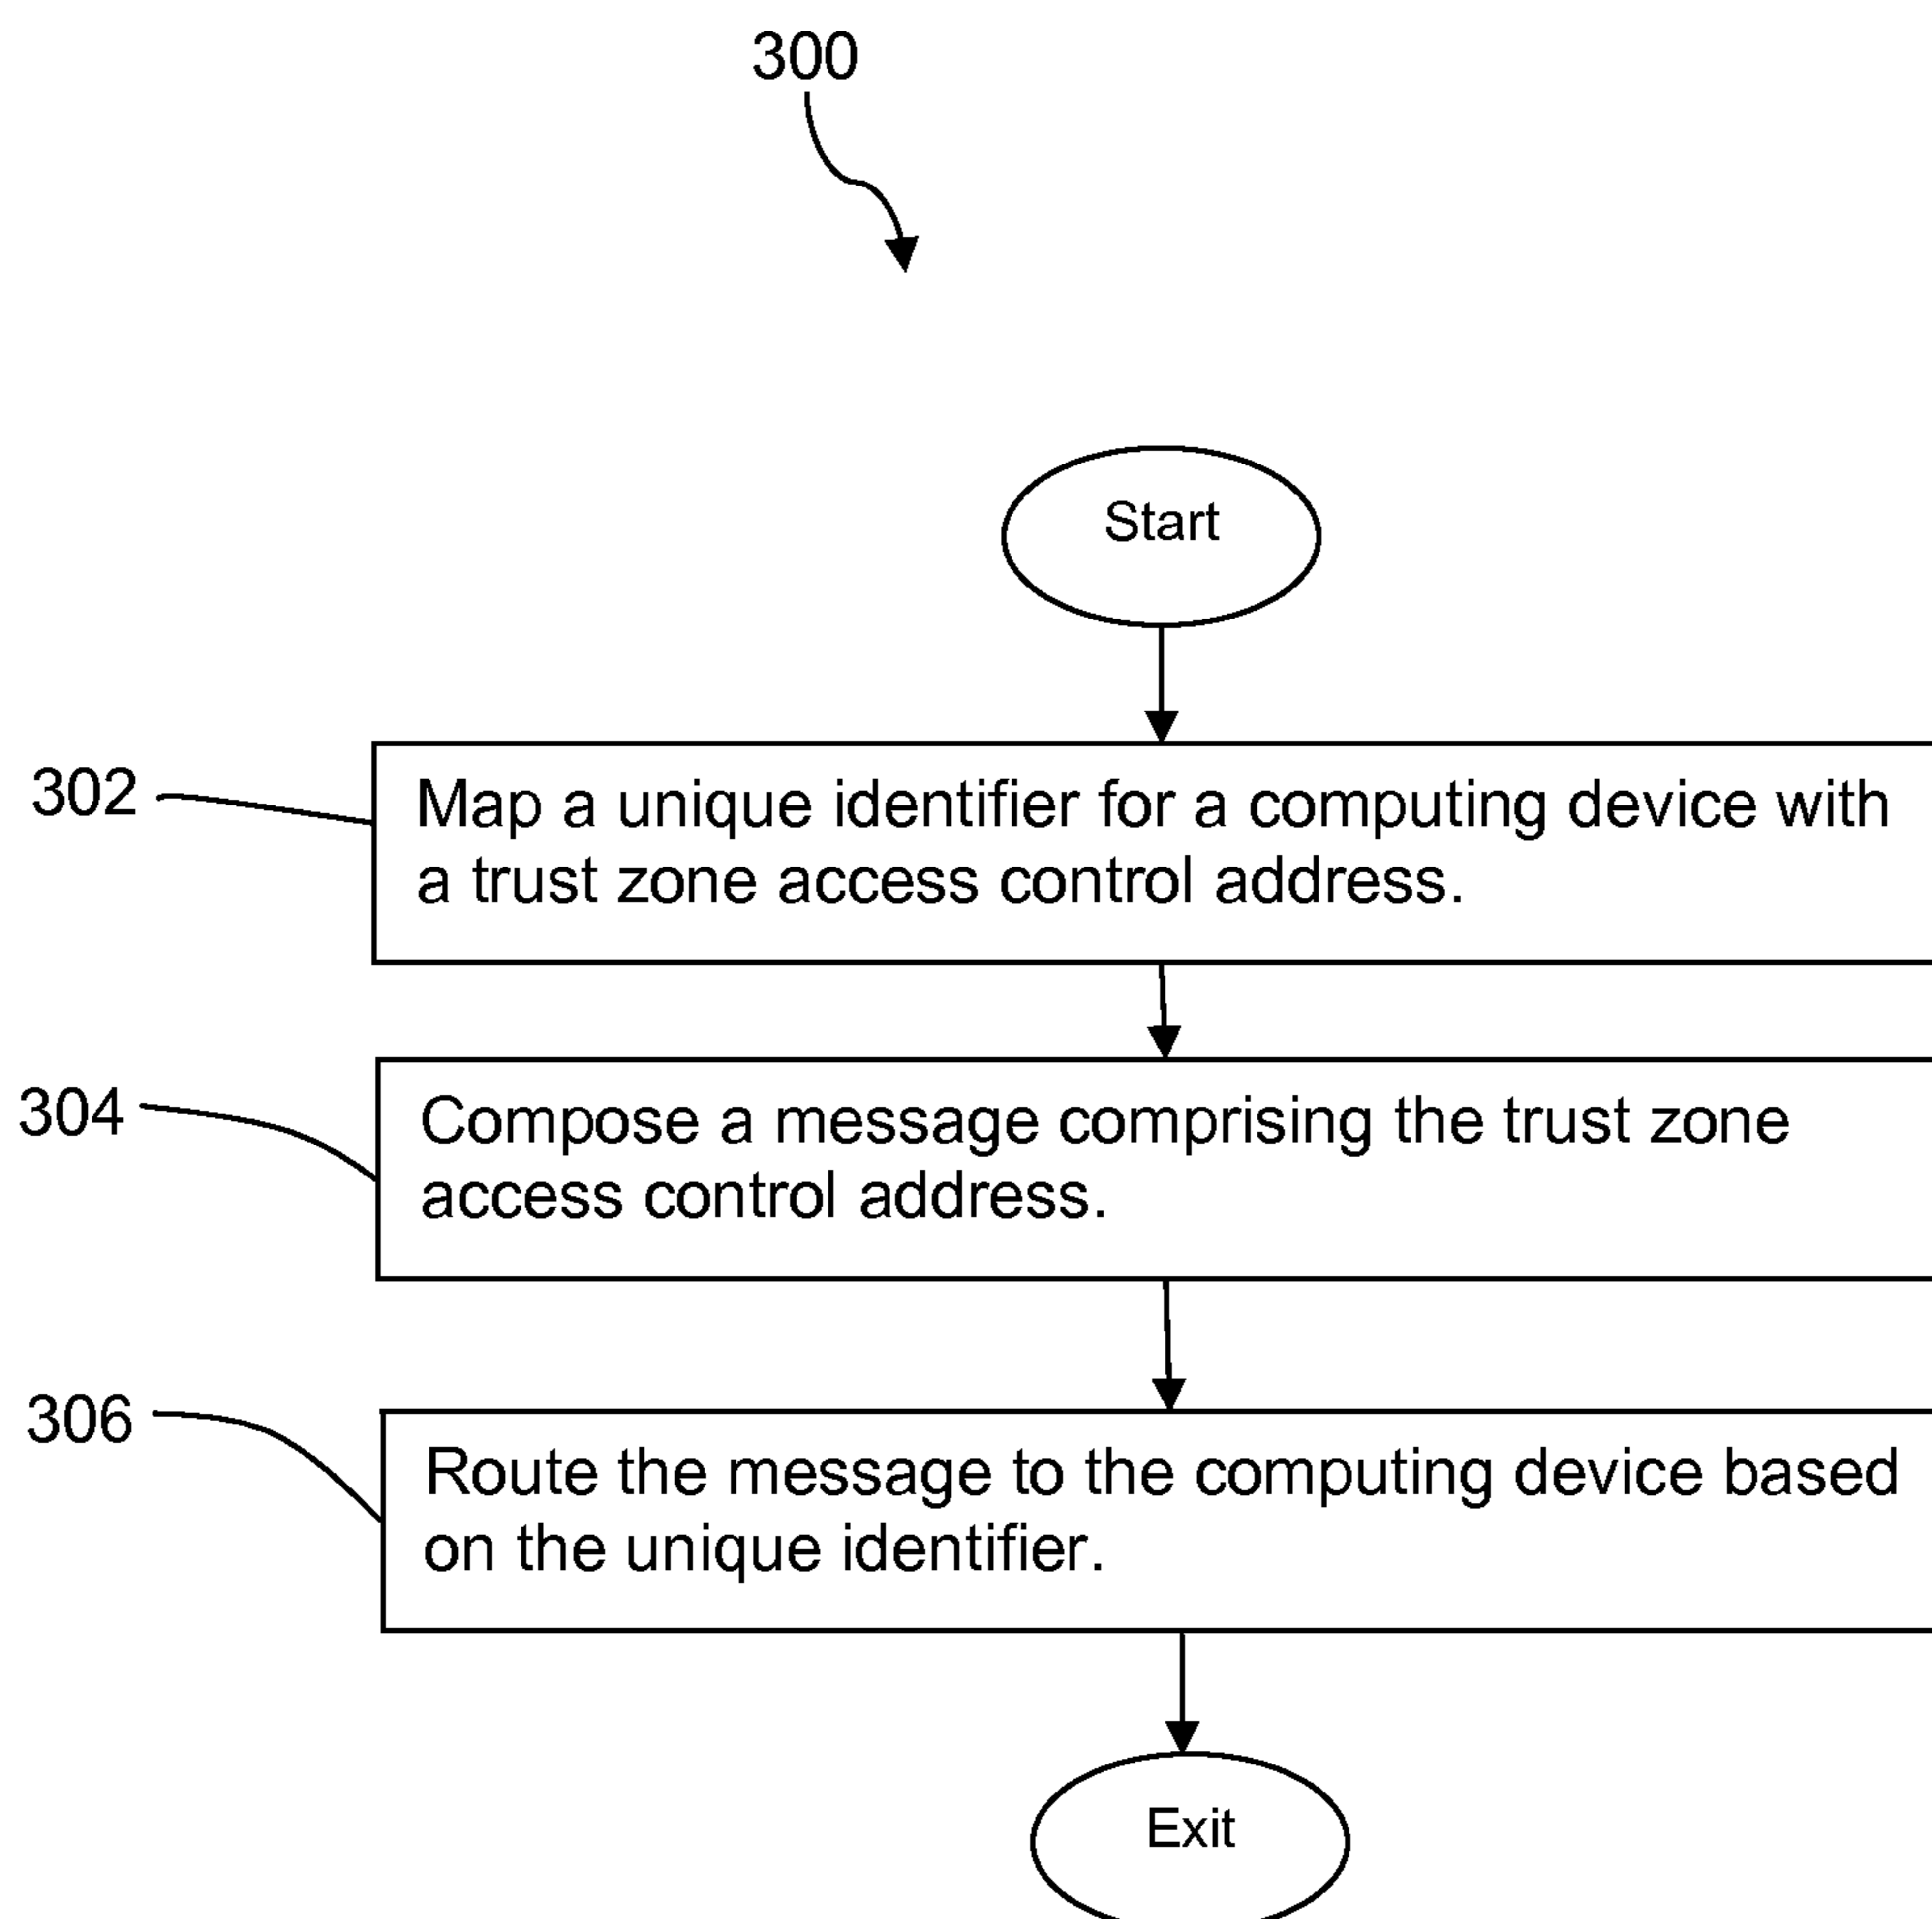 300
Start
302
Map a unique identifier for a computing device with
a trust zone access control address.
304
Compose a message comprising the trust zone
access control address.
306
Route the message to the computing device based
on the unique identifier.
Exit